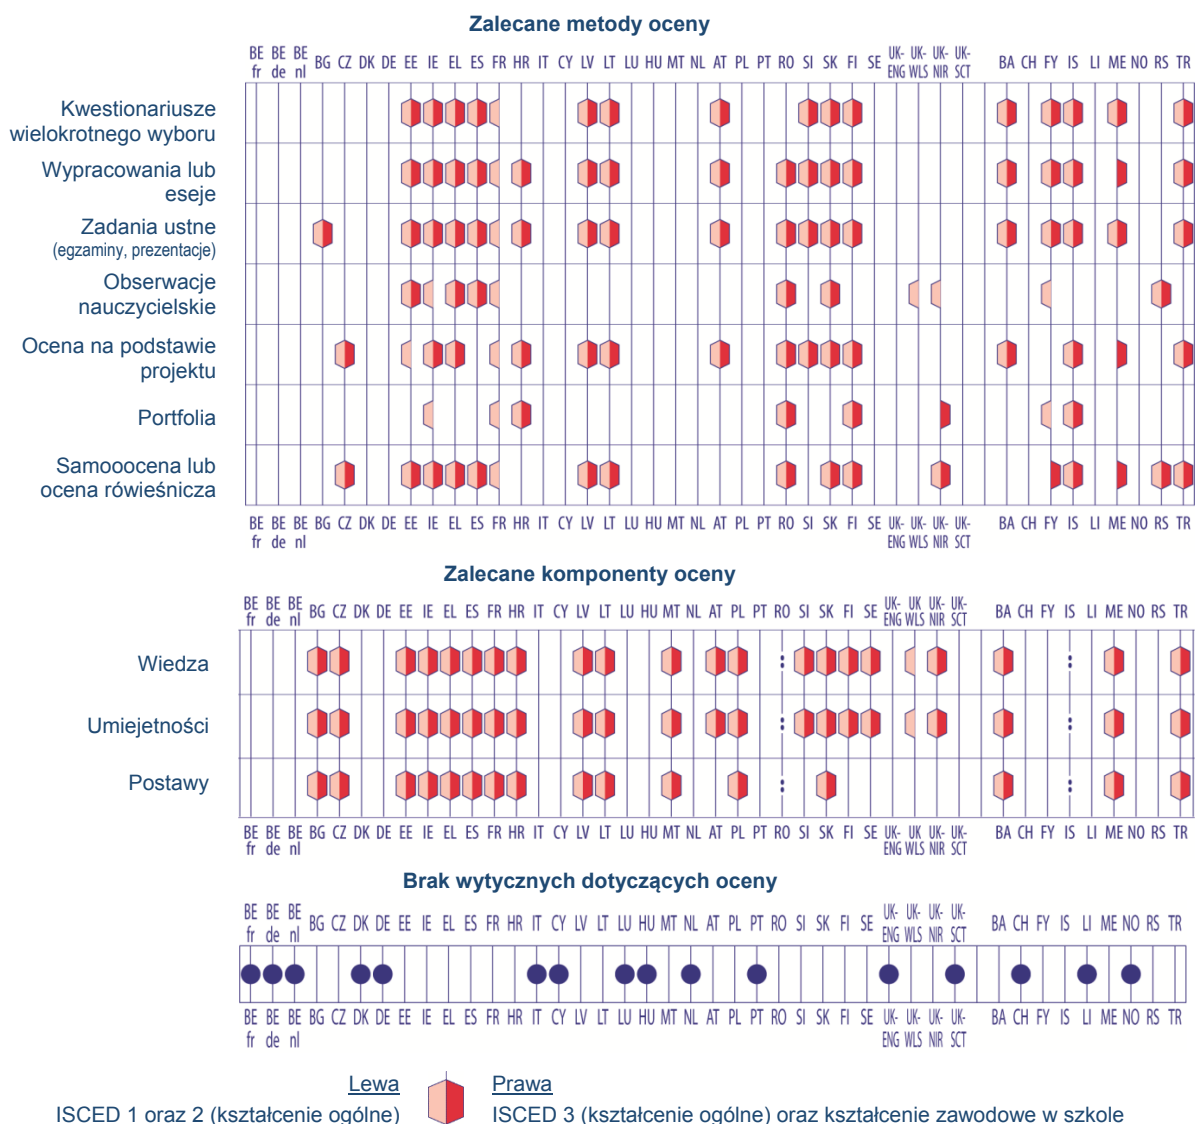 Zalecane metody oceny
BE BE BE BG CZ DK DE EE IE EL ES FR HR IT CY LV LT LU HU MT NL AT PL PT RO SI SK FI SE UK- UK- UK- UK- BA CH FY IS LI ME NO RS TR
fr de nl ENG WLS NIR SCT
Kwestionariusze
wielokrotnego wyboru
Wypracowania lub
eseje
Zadania ustne
(egzaminy, prezentacje)
Obserwacje
nauczycielskie
Ocena na podstawie
projektu
Portfolia
Samooocena lub
ocena rówieśnicza
BE BE BE BG CZ DK DE EE IE EL ES FR HR IT CY LV LT LU HU MT NL AT PL PT RO SI SK FI SE UK- UK- UK- UK- BA CH FY IS LI ME NO RS TR
fr de nl ENG WLS NIR SCT
Zalecane komponenty oceny
BE BE BE BG CZ DK DE EE IE EL ES FR HR IT CY LV LT LU HU MT NL AT PL PT RO SI SK FI SE UK- UK UK- UK- BA CH FY IS LI ME NO RS TR
fr de nl ENG WLS NIR SCT
Wiedza
Umiejetności
Postawy
BE BE BE BG CZ DK DE EE IE EL ES FR HR IT CY LV LT LU HU MT NL AT PL PT RO SI SK FI SE UK- UK UK- UK- BA CH FY IS LI ME NO RS TR
fr de nl ENG WLS NIR SCT
Brak wytycznych dotyczących oceny
BE BE BE BG CZ DK DE EE IE EL ES FR HR IT CY LV LT LU HU MT NL AT PL PT RO SI SK FI SE UK- UK- UK- UK- BA CH FY IS LI ME NO RS TR
fr de nl ENG WLS NIR SCT
BE BE BE BG CZ DK DE EE IE EL ES FR HR IT CY LV LT LU HU MT NL AT PL PT RO SI SK FI SE UK- UK- UK- UK- BA CH FY IS LI ME NO RS TR
fr de nl ENG WLS NIR SCT
Lewa Prawa
ISCED 1 oraz 2 (kształcenie ogólne) ISCED 3 (kształcenie ogólne) oraz kształcenie zawodowe w szkole